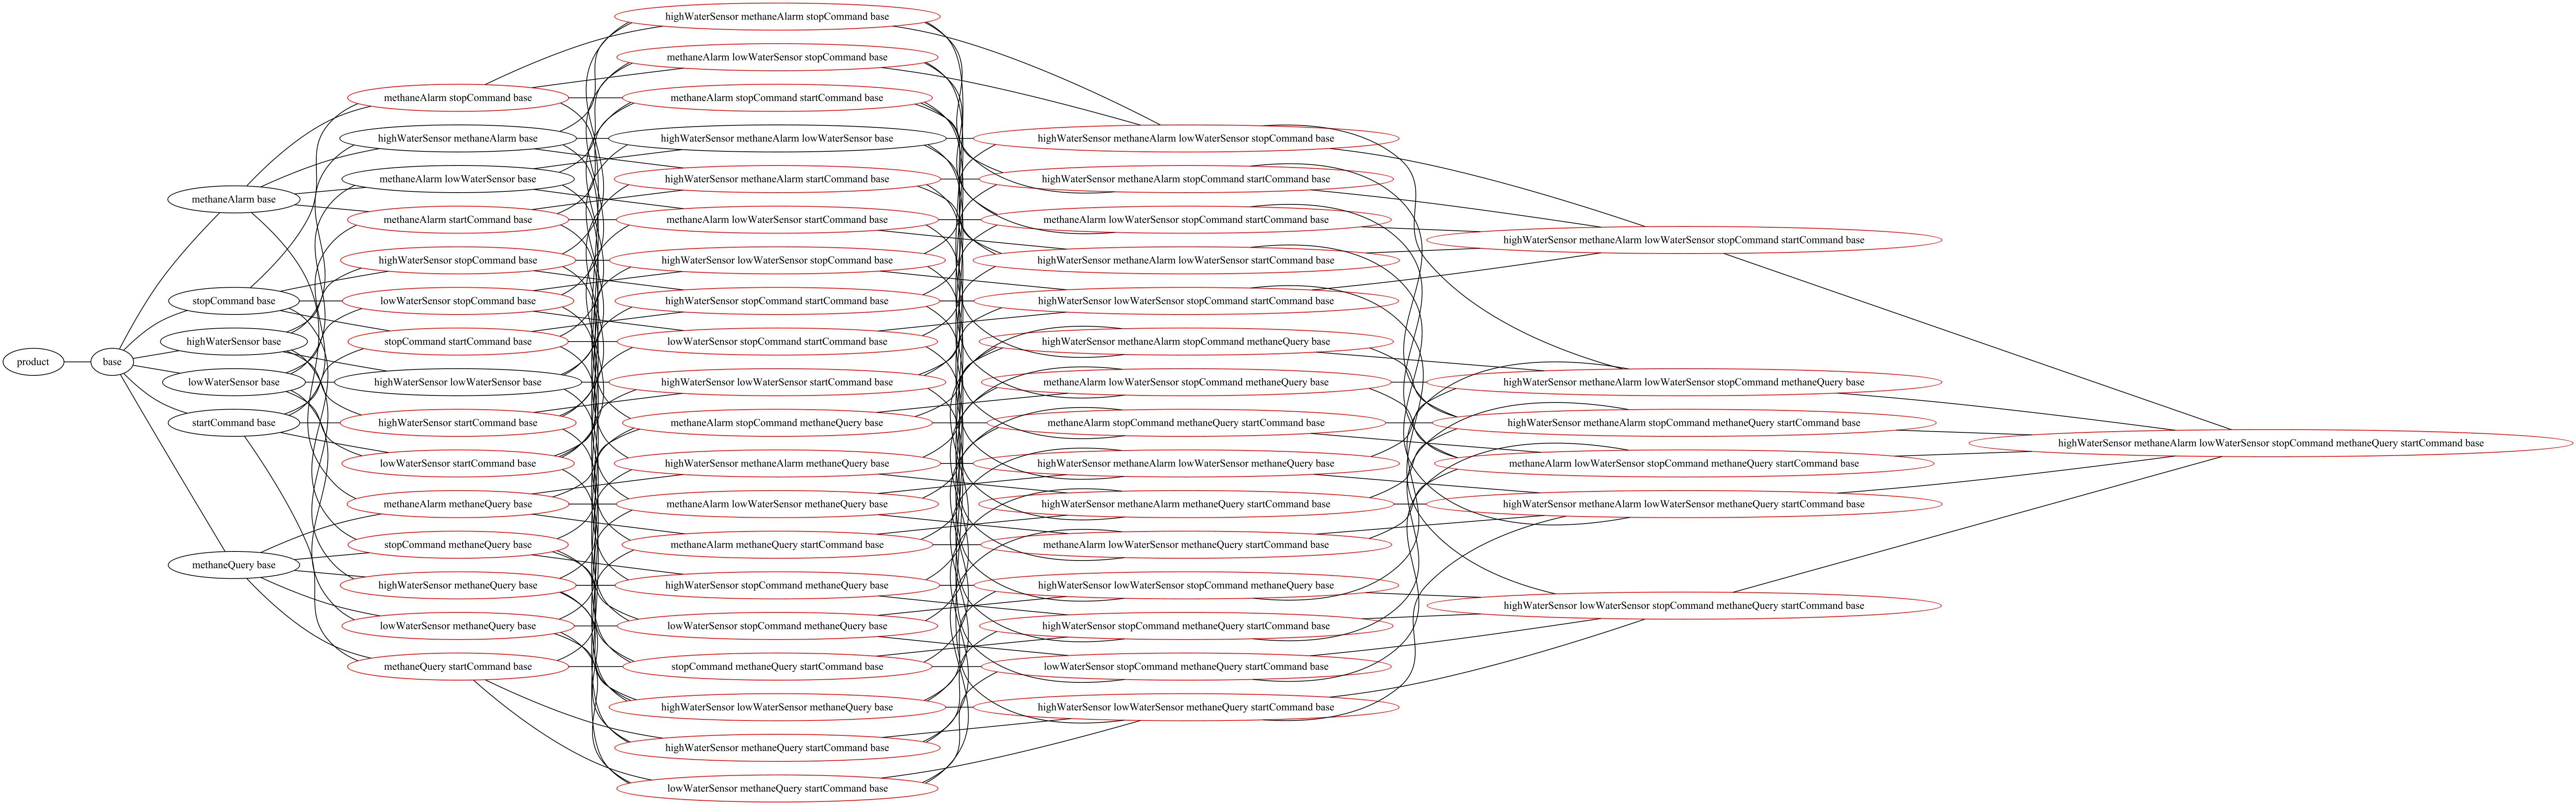 product
base
methaneAlarm base
stopCommand base
highWaterSensor base
lowWaterSensor base
startCommand base
methaneQuery base
methaneAlarm stopCommand base
highWaterSensor methaneAlarm base
methaneAlarm lowWaterSensor base
methaneAlarm startCommand base
highWaterSensor stopCommand base
lowWaterSensor stopCommand base
stopCommand startCommand base
highWaterSensor lowWaterSensor base
highWaterSensor startCommand base
lowWaterSensor startCommand base
methaneAlarm methaneQuery base
stopCommand methaneQuery base
highWaterSensor methaneQuery base
lowWaterSensor methaneQuery base
methaneQuery startCommand base
highWaterSensor methaneAlarm stopCommand base
methaneAlarm lowWaterSensor stopCommand base
methaneAlarm stopCommand startCommand base
highWaterSensor methaneAlarm lowWaterSensor base
highWaterSensor methaneAlarm startCommand base
methaneAlarm lowWaterSensor startCommand base
highWaterSensor lowWaterSensor stopCommand base
highWaterSensor stopCommand startCommand base
lowWaterSensor stopCommand startCommand base
highWaterSensor lowWaterSensor startCommand base
methaneAlarm stopCommand methaneQuery base
highWaterSensor methaneAlarm methaneQuery base
methaneAlarm lowWaterSensor methaneQuery base
methaneAlarm methaneQuery startCommand base
highWaterSensor stopCommand methaneQuery base
lowWaterSensor stopCommand methaneQuery base
stopCommand methaneQuery startCommand base
highWaterSensor lowWaterSensor methaneQuery base
highWaterSensor methaneQuery startCommand base
lowWaterSensor methaneQuery startCommand base
highWaterSensor methaneAlarm lowWaterSensor stopCommand base
highWaterSensor methaneAlarm stopCommand startCommand base
methaneAlarm lowWaterSensor stopCommand startCommand base
highWaterSensor methaneAlarm lowWaterSensor startCommand base
highWaterSensor lowWaterSensor stopCommand startCommand base
highWaterSensor methaneAlarm stopCommand methaneQuery base
methaneAlarm lowWaterSensor stopCommand methaneQuery base
methaneAlarm stopCommand methaneQuery startCommand base
highWaterSensor methaneAlarm lowWaterSensor methaneQuery base
highWaterSensor methaneAlarm methaneQuery startCommand base
methaneAlarm lowWaterSensor methaneQuery startCommand base
highWaterSensor lowWaterSensor stopCommand methaneQuery base
highWaterSensor stopCommand methaneQuery startCommand base
lowWaterSensor stopCommand methaneQuery startCommand base
highWaterSensor lowWaterSensor methaneQuery startCommand base
highWaterSensor methaneAlarm lowWaterSensor stopCommand startCommand base
highWaterSensor methaneAlarm lowWaterSensor stopCommand methaneQuery base
highWaterSensor methaneAlarm stopCommand methaneQuery startCommand base
methaneAlarm lowWaterSensor stopCommand methaneQuery startCommand base
highWaterSensor methaneAlarm lowWaterSensor methaneQuery startCommand base
highWaterSensor lowWaterSensor stopCommand methaneQuery startCommand base
highWaterSensor methaneAlarm lowWaterSensor stopCommand methaneQuery startCommand base